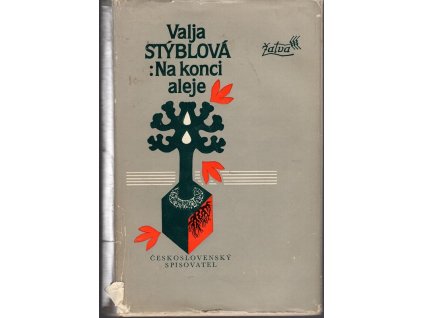 Valja
STÝBLOVÁ
:Na konci
aleje
žatva
ČESKOSLOVENSKÝ
SPISOVATEL